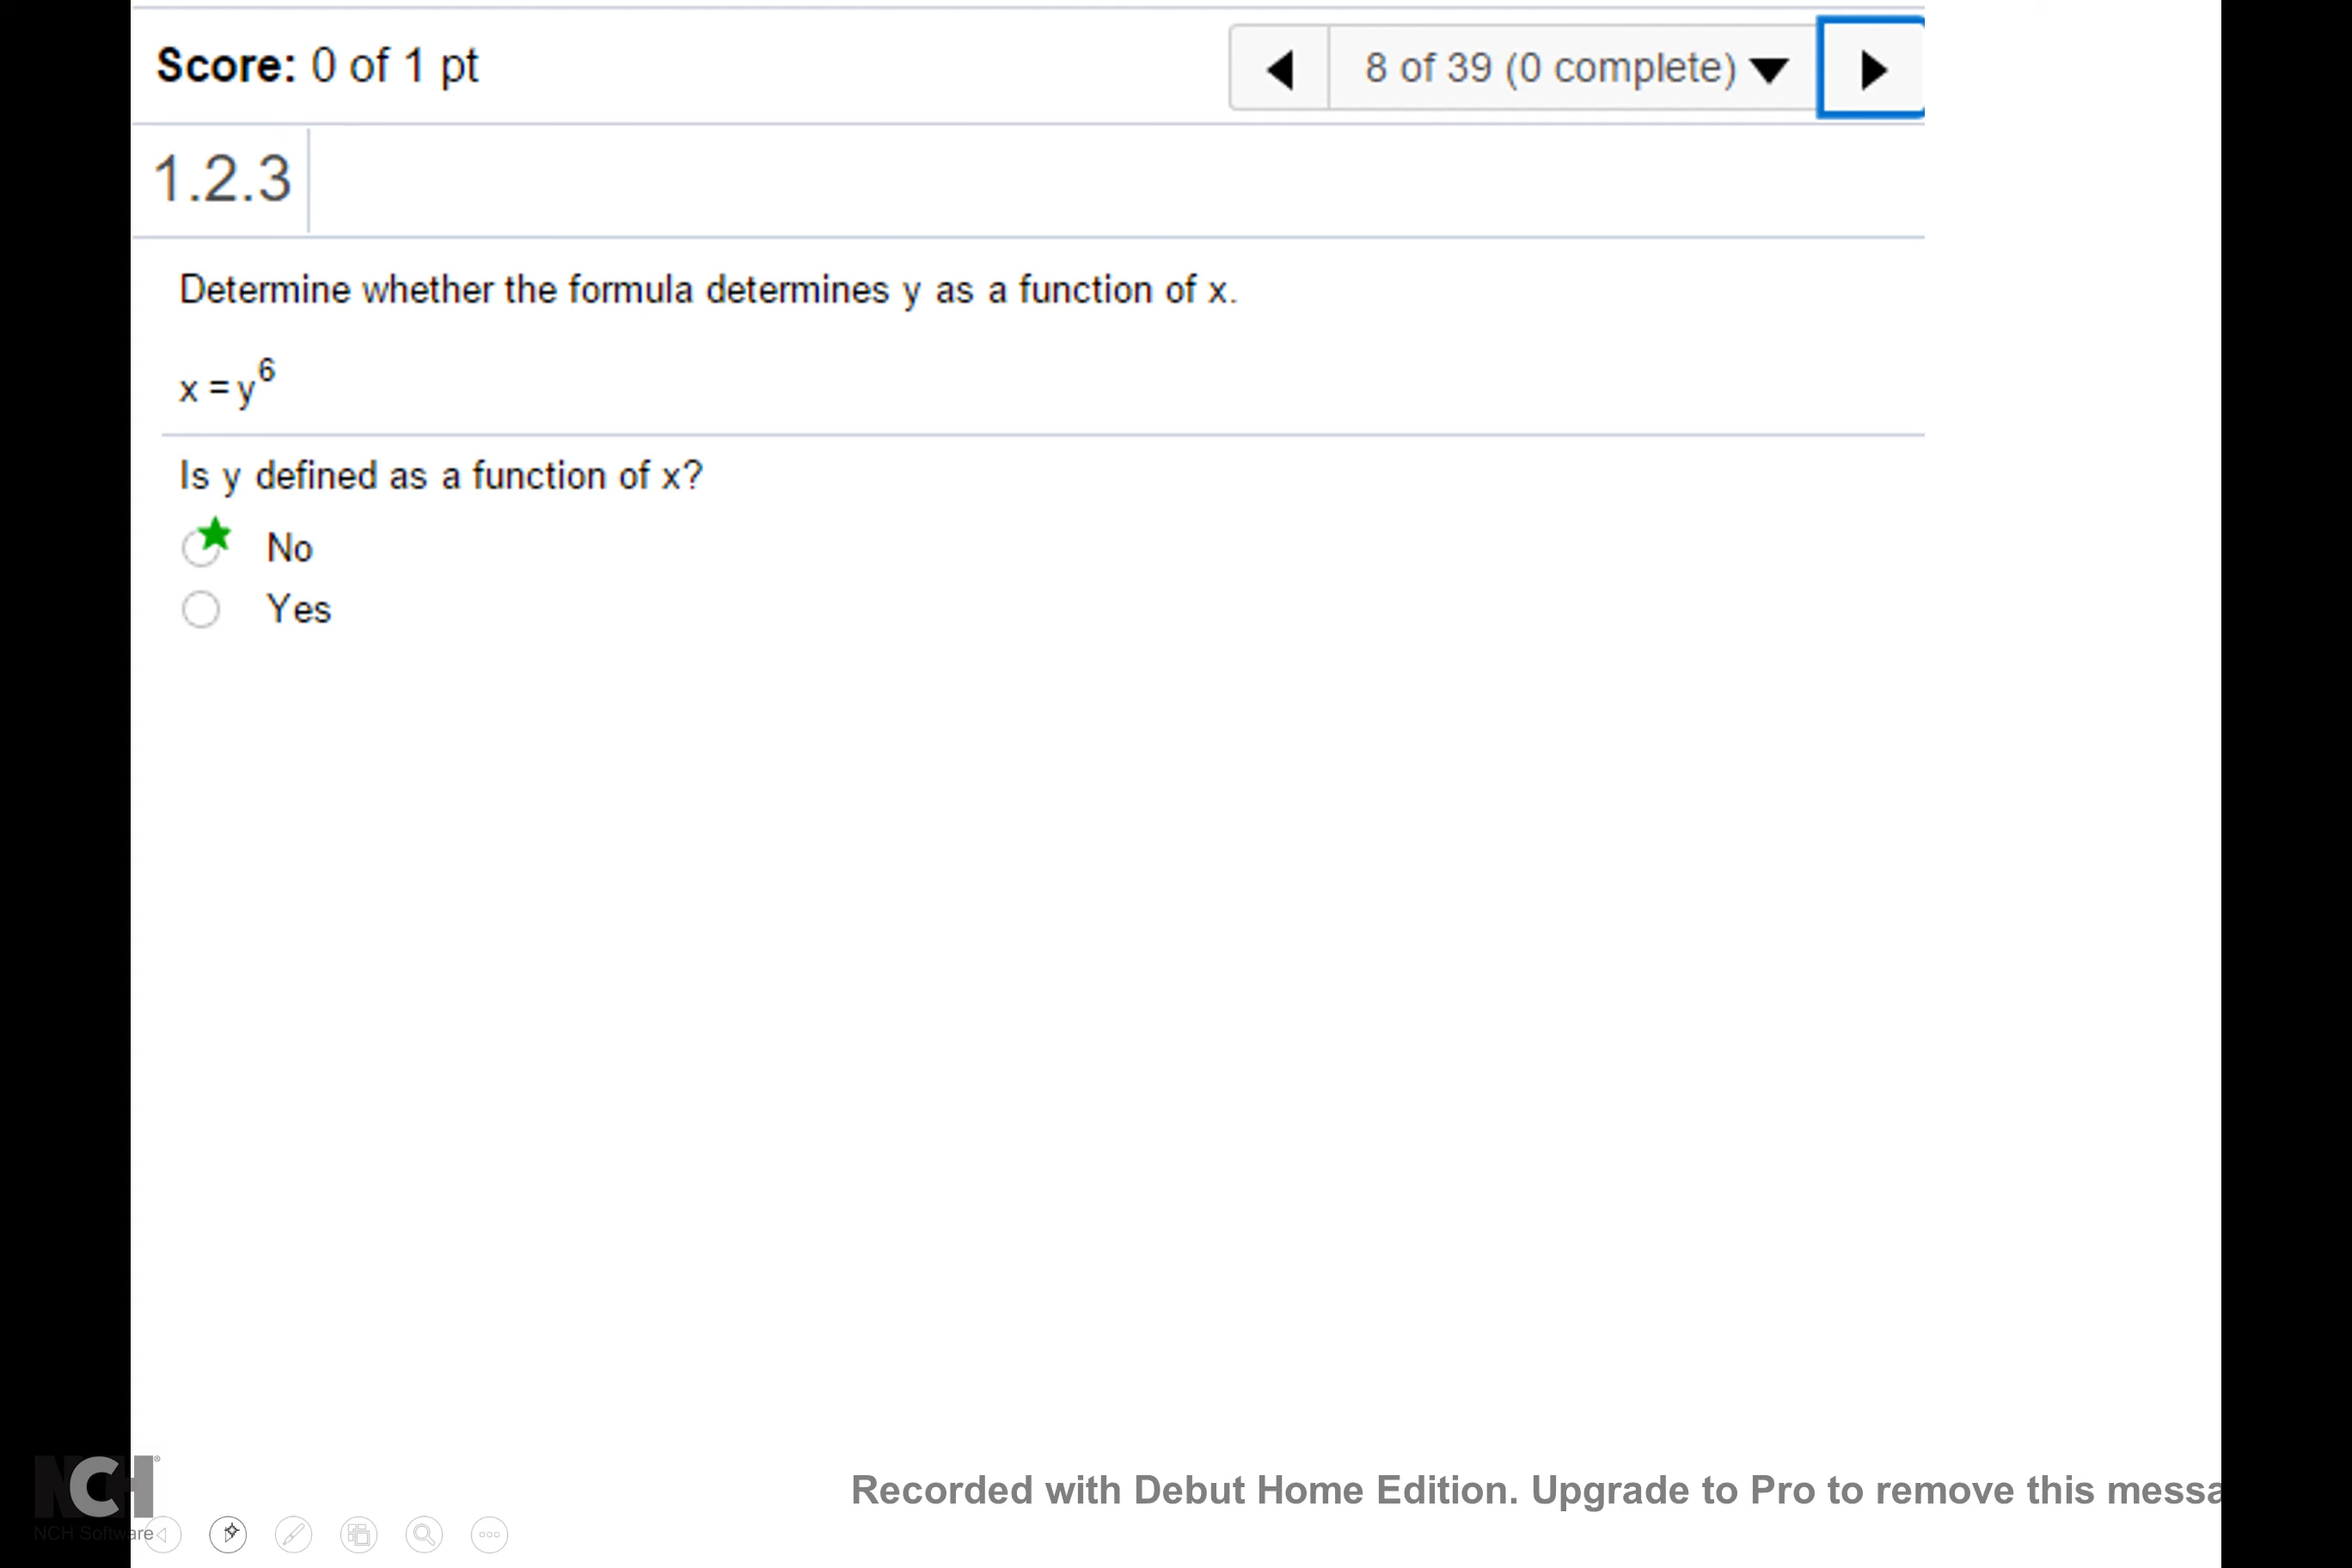 Score: 0 of 1 pt
8 of 39 (0 complete)
1.2.3
Determine whether the formula determines y as a function of x.
x = y⁶
Is y defined as a function of x?
No
Yes
Recorded with Debut Home Edition. Upgrade to Pro to remove this messa
NCH®
NCH Software